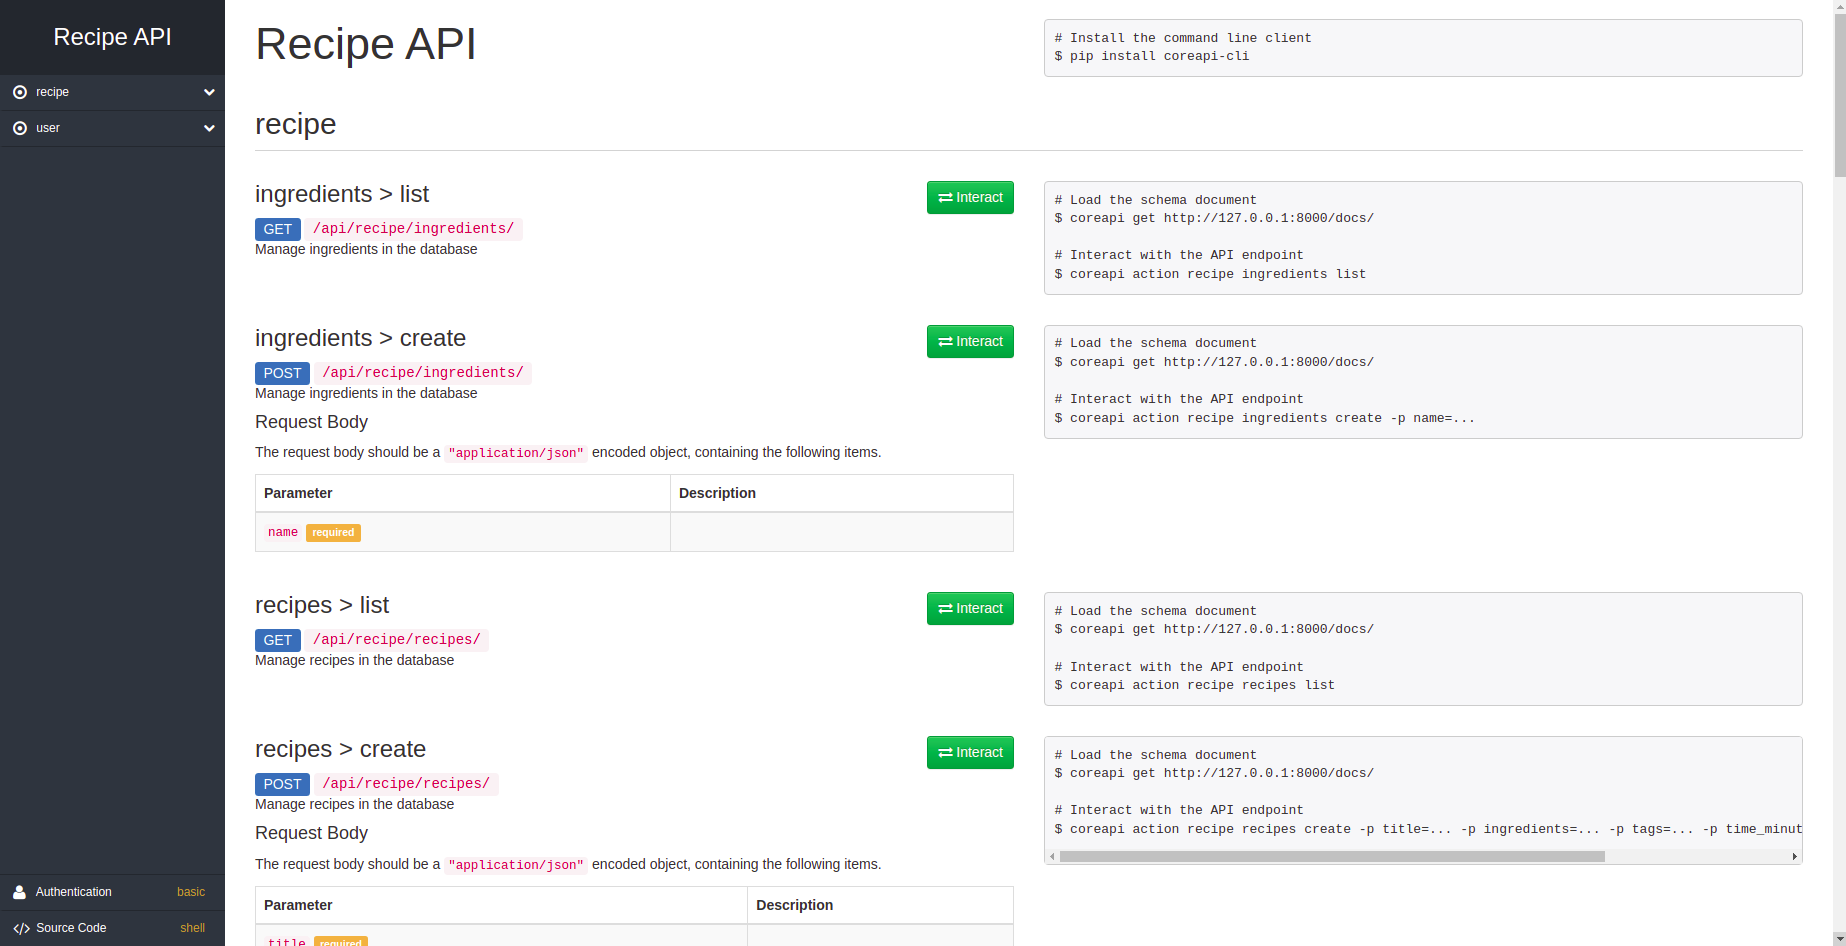 Recipe API
recipe
user
Authentication basic
Source Code shell
Recipe API
# Install the command line client
$ pip install coreapi-cli
recipe
ingredients > list
Interact
GET /api/recipe/ingredients/
Manage ingredients in the database
# Load the schema document
$ coreapi get http://127.0.0.1:8000/docs/
# Interact with the API endpoint
$ coreapi action recipe ingredients list
ingredients > create
Interact
POST /api/recipe/ingredients/
Manage ingredients in the database
Request Body
The request body should be a "application/json" encoded object, containing the following items.
Parameter Description
name required
# Load the schema document
$ coreapi get http://127.0.0.1:8000/docs/
# Interact with the API endpoint
$ coreapi action recipe ingredients create -p name=...
recipes > list
Interact
GET /api/recipe/recipes/
Manage recipes in the database
# Load the schema document
$ coreapi get http://127.0.0.1:8000/docs/
# Interact with the API endpoint
$ coreapi action recipe recipes list
recipes > create
Interact
POST /api/recipe/recipes/
Manage recipes in the database
Request Body
The request body should be a "application/json" encoded object, containing the following items.
Parameter Description
title required
# Load the schema document
$ coreapi get http://127.0.0.1:8000/docs/
# Interact with the API endpoint
$ coreapi action recipe recipes create -p title=... -p ingredients=... -p tags=... -p time_minut